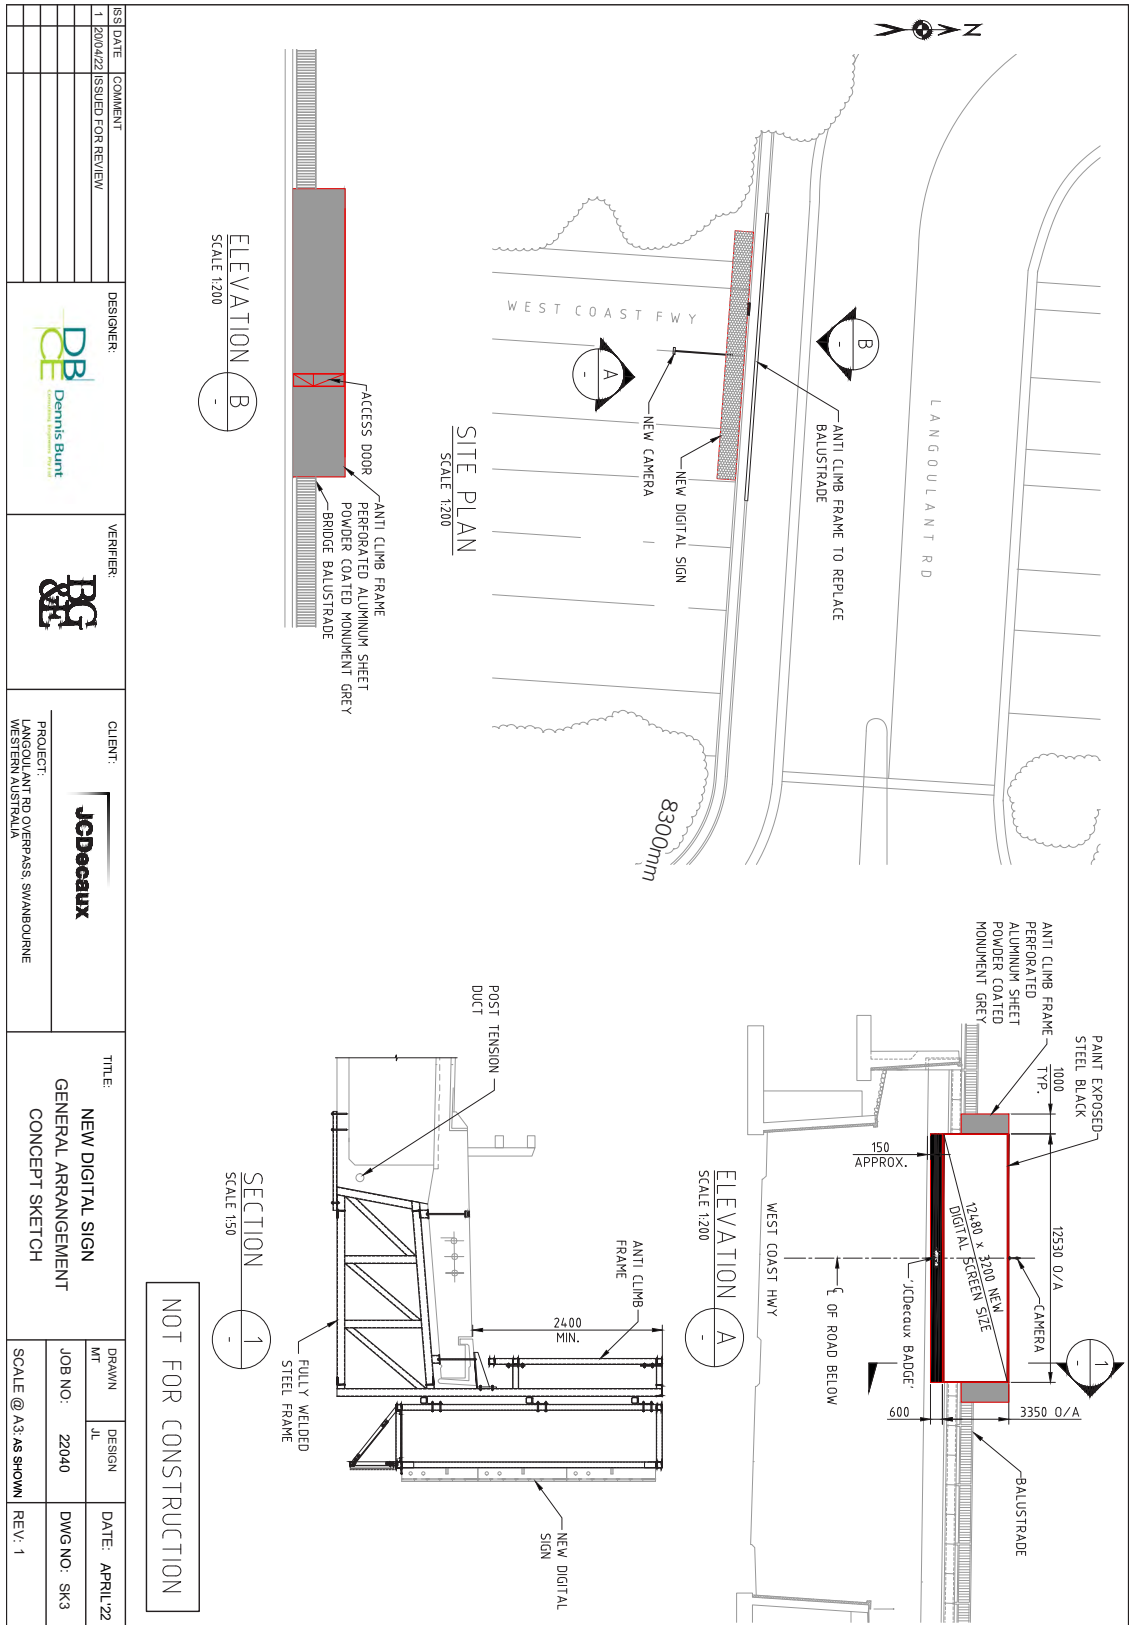 N
LANGOULANT RD
WEST COAST FWY
B
-
A
-
ANTI CLIMB FRAME TO REPLACE
BALUSTRADE
NEW DIGITAL SIGN
NEW CAMERA
8300mm
SITE PLAN
SCALE 1:200
ACCESS DOOR
ANTI CLIMB FRAME
PERFORATED ALUMINUM SHEET
POWDER COATED MONUMENT GREY
BRIDGE BALUSTRADE
ELEVATION
SCALE 1:200
B
-
PAINT EXPOSED
STEEL BLACK
ANTI CLIMB FRAME
PERFORATED
ALUMINUM SHEET
POWDER COATED
MONUMENT GREY
1000
TYP.
12530 O/A
CAMERA
1
-
12480 x 3200 NEW
DIGITAL SCREEN SIZE
150
APPROX.
'JCDecaux BADGE'
℄ OF ROAD BELOW
600
3350 O/A
BALUSTRADE
WEST COAST HWY
ELEVATION
SCALE 1:200
A
-
POST TENSION
DUCT
ANTI CLIMB
FRAME
2400
MIN.
FULLY WELDED
STEEL FRAME
NEW DIGITAL
SIGN
SECTION
SCALE 1:50
1
-
NOT FOR CONSTRUCTION
ISS DATE COMMENT
1 20/04/22 ISSUED FOR REVIEW
DESIGNER:
DB
CE
Dennis Bunt
VERIFIER:
BG
&E
CLIENT:
JCDecaux
PROJECT:
LANGOULANT RD OVERPASS, SWANBOURNE
WESTERN AUSTRALIA
TITLE:
NEW DIGITAL SIGN
GENERAL ARRANGEMENT
CONCEPT SKETCH
DRAWN
MT
DESIGN
JL
DATE: APRIL'22
JOB NO: 22040
DWG NO: SK3
SCALE @ A3: AS SHOWN
REV: 1